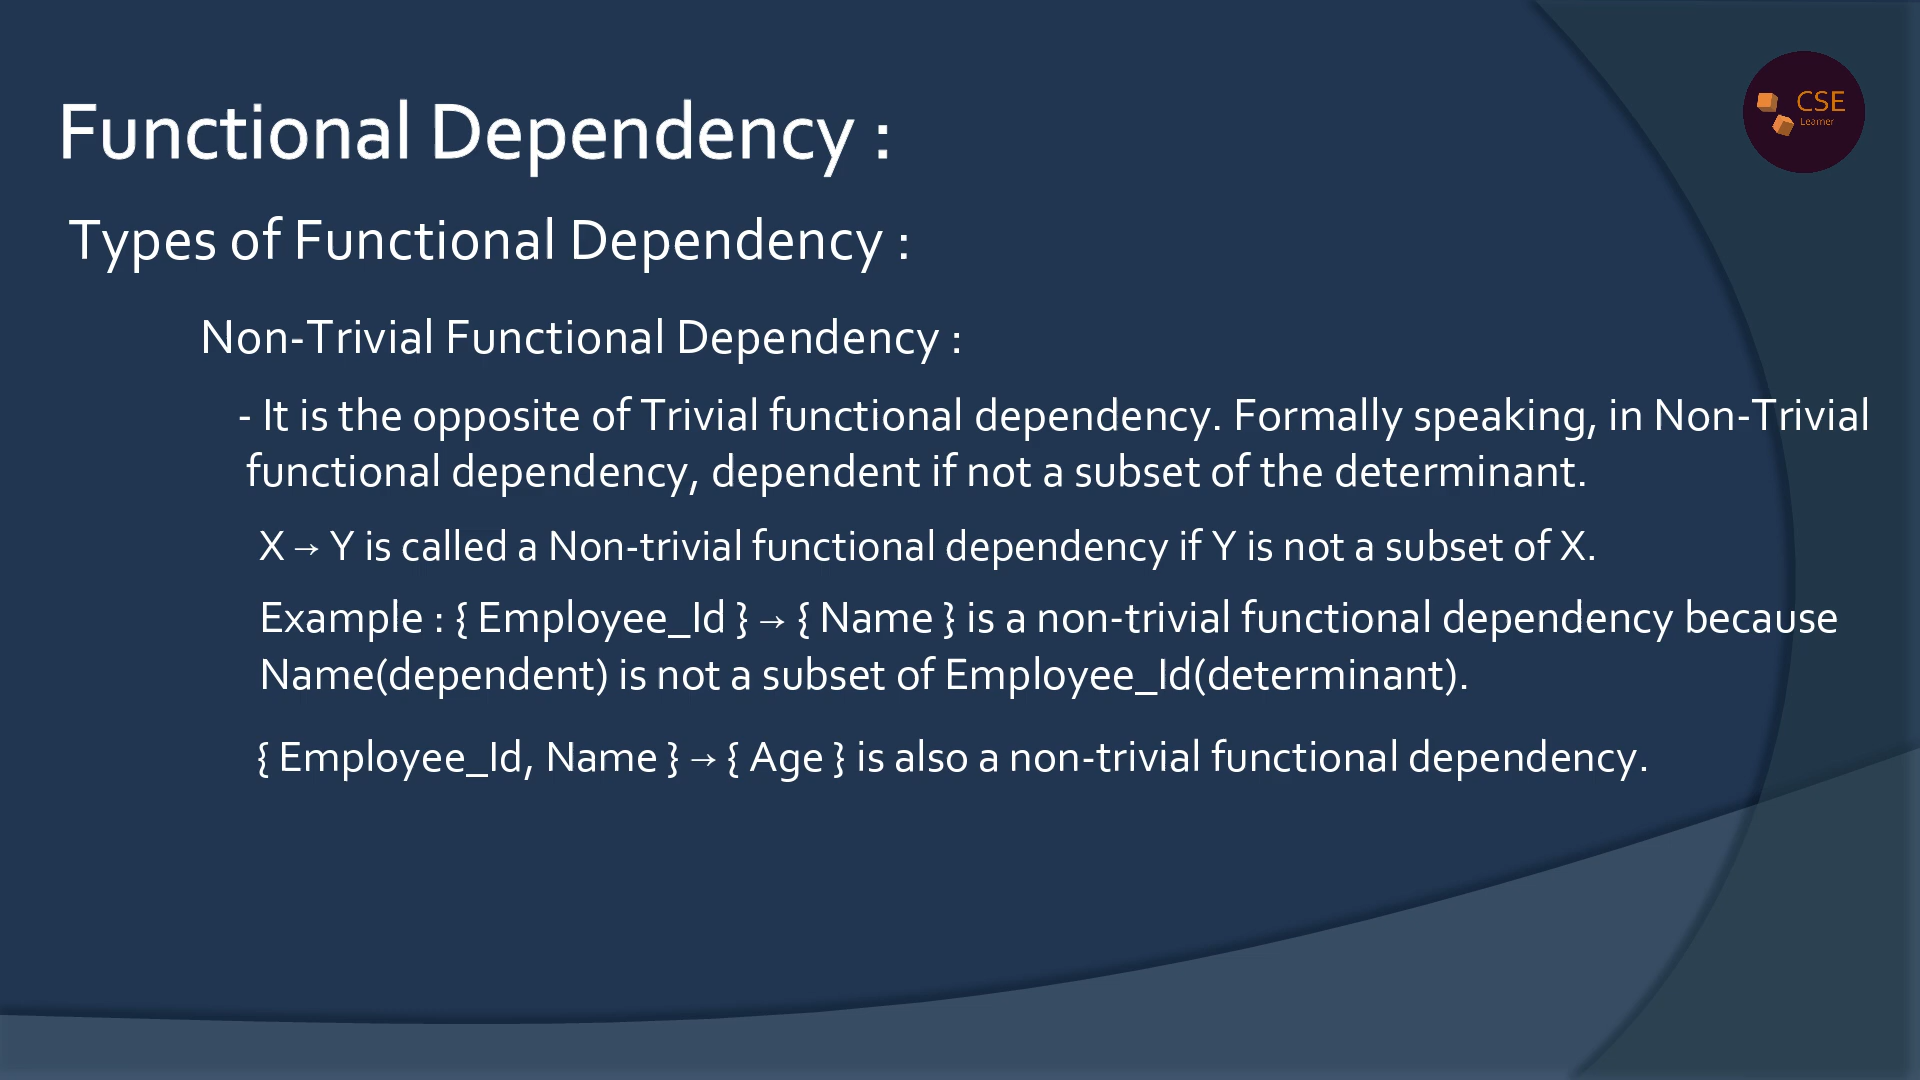 CSE
Learner
Functional Dependency :
Types of Functional Dependency :
Non-Trivial Functional Dependency :
- It is the opposite of Trivial functional dependency. Formally speaking, in Non-Trivial
functional dependency, dependent if not a subset of the determinant.
X → Y is called a Non-trivial functional dependency if Y is not a subset of X.
Example : { Employee_Id } → { Name } is a non-trivial functional dependency because
Name(dependent) is not a subset of Employee_Id(determinant).
{ Employee_Id, Name } → { Age } is also a non-trivial functional dependency.